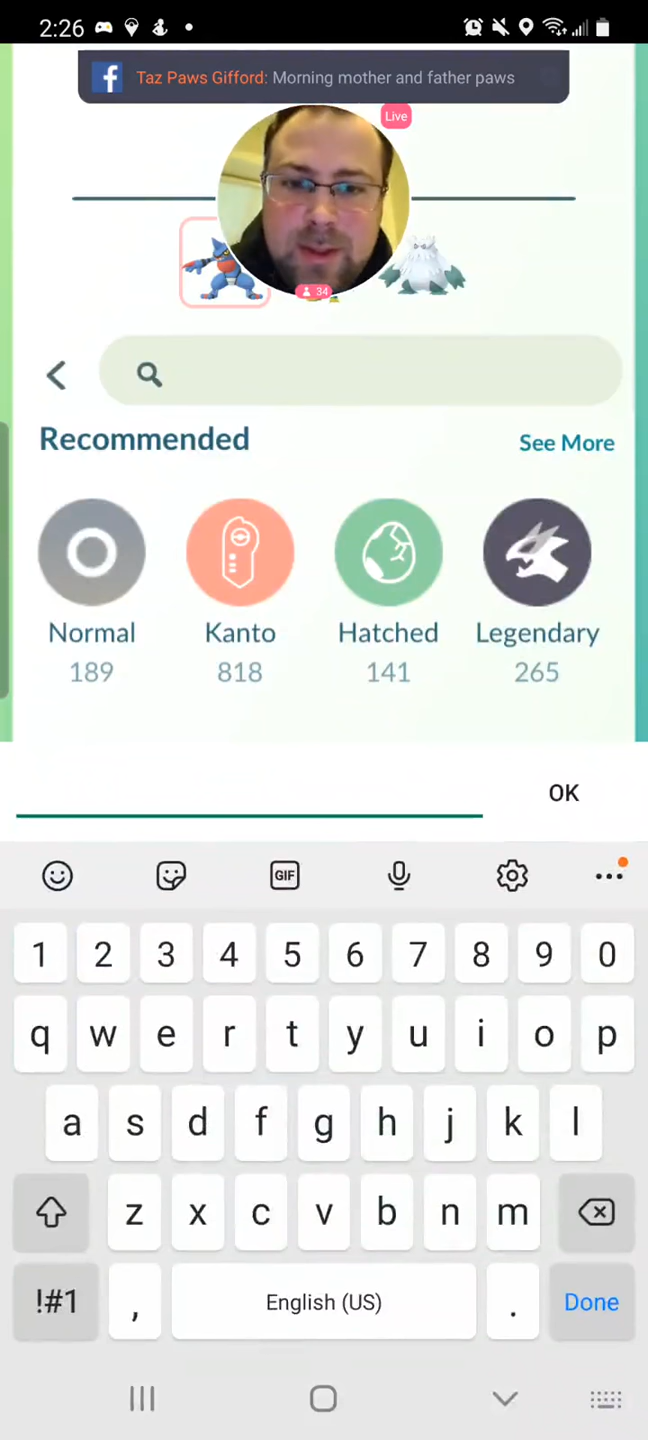 2:26
Taz Paws Gifford: Morning mother and father paws
Live
34
Recommended
See More
Normal
Kanto
Hatched
Legendary
189
818
141
265
OK
GIF
1 2 3 4 5 6 7 8 9 0
q w e r t y u i o p
a s d f g h j k l
z x c v b n m
!#1 , English (US) . Done